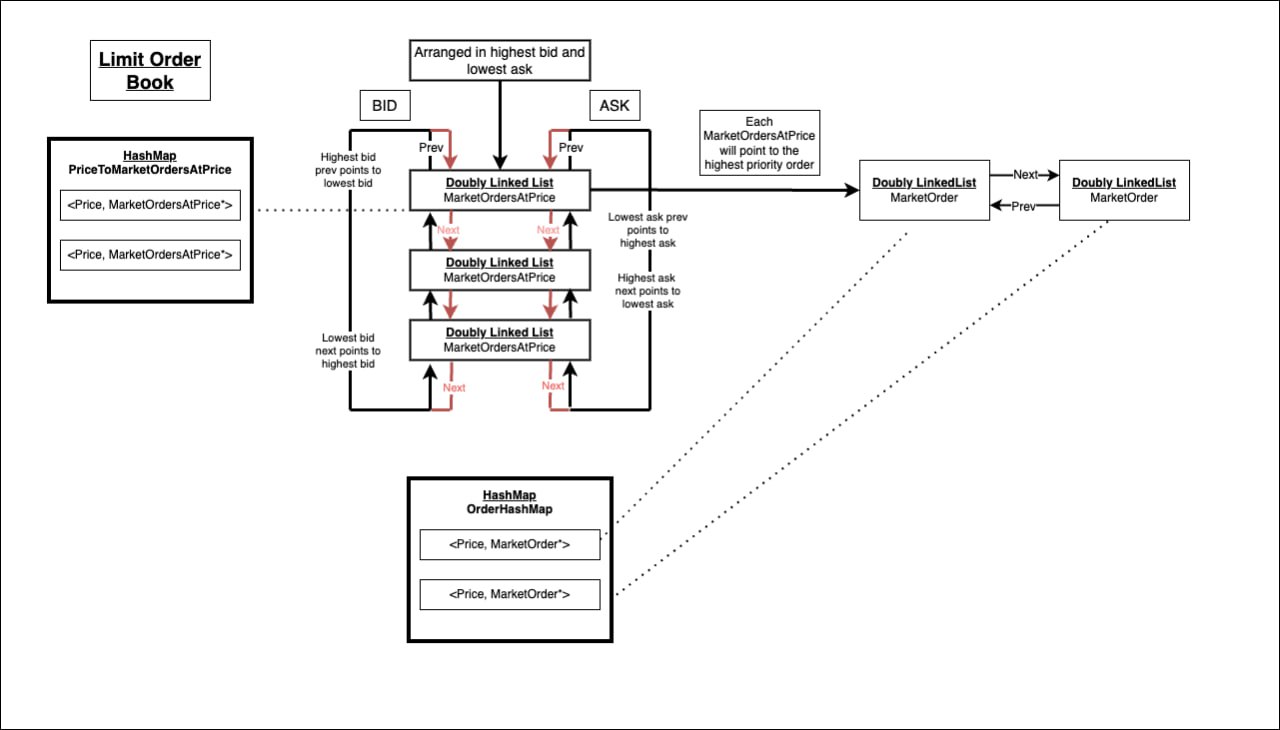 Limit Order
Book
Arranged in highest bid and
lowest ask
BID
ASK
HashMap
PriceToMarketOrdersAtPrice
<Price, MarketOrdersAtPrice*>
<Price, MarketOrdersAtPrice*>
Highest bid
prev points to
lowest bid
Prev
Prev
Doubly Linked List
MarketOrdersAtPrice
Next
Next
Doubly Linked List
MarketOrdersAtPrice
Doubly Linked List
MarketOrdersAtPrice
Next
Next
Lowest bid
next points to
highest bid
Lowest ask prev
points to
highest ask
Highest ask
next points to
lowest ask
Each
MarketOrdersAtPrice
will point to the
highest priority order
Doubly LinkedList
MarketOrder
Next
Prev
Doubly LinkedList
MarketOrder
HashMap
OrderHashMap
<Price, MarketOrder*>
<Price, MarketOrder*>